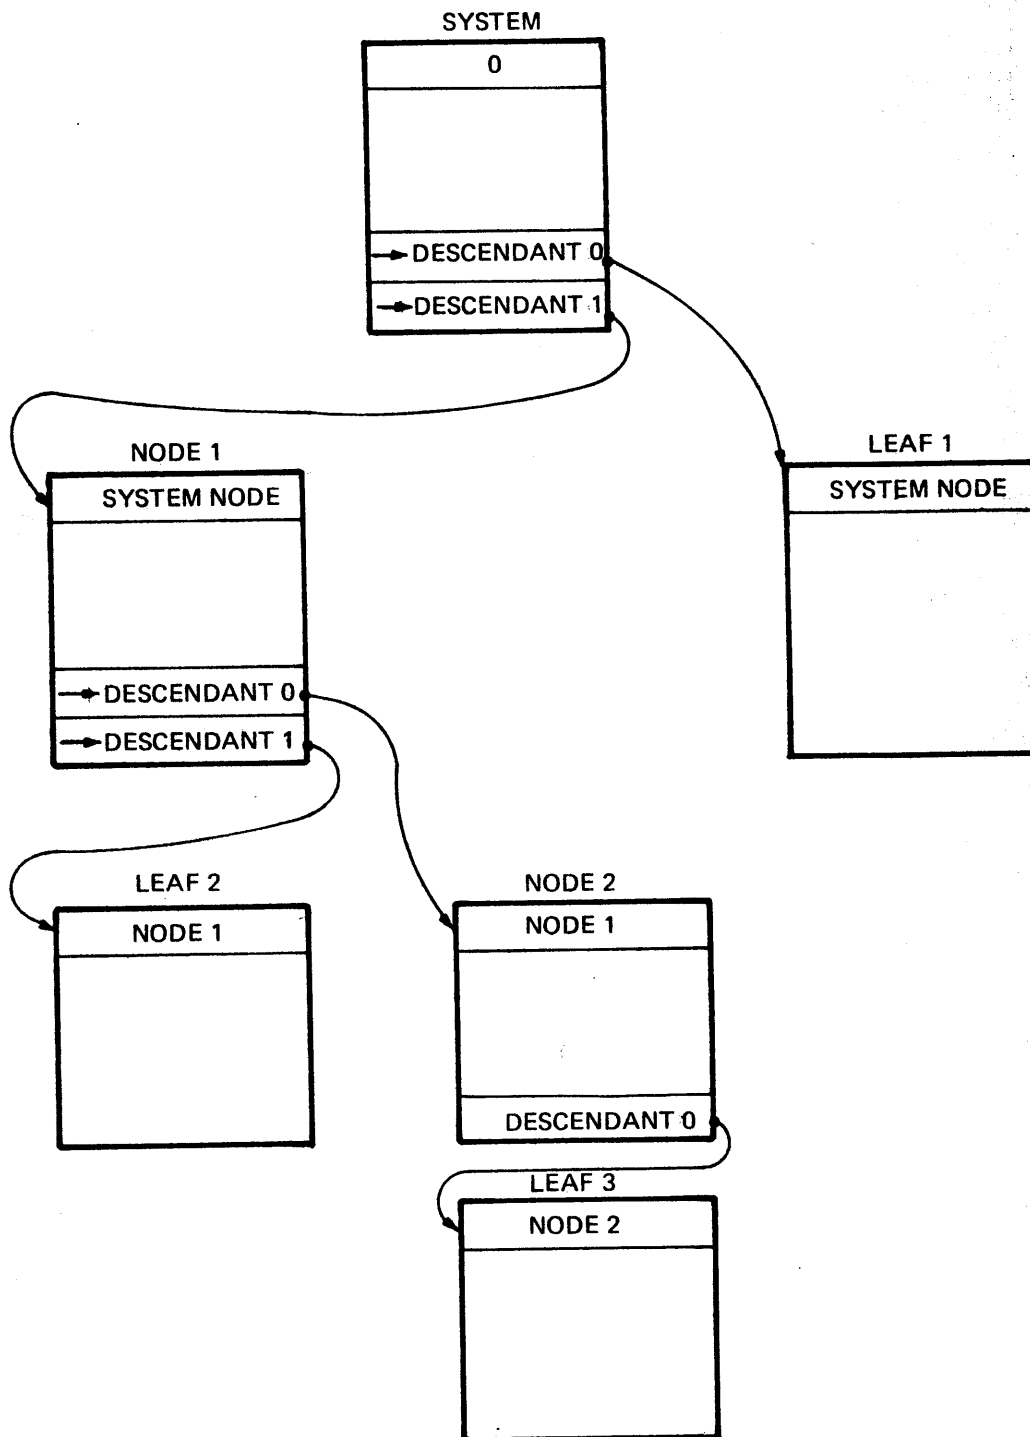 SYSTEM
0
DESCENDANT 0
DESCENDANT 1
NODE 1
SYSTEM NODE
DESCENDANT 0
DESCENDANT 1
LEAF 1
SYSTEM NODE
LEAF 2
NODE 1
NODE 2
NODE 1
DESCENDANT 0
LEAF 3
NODE 2